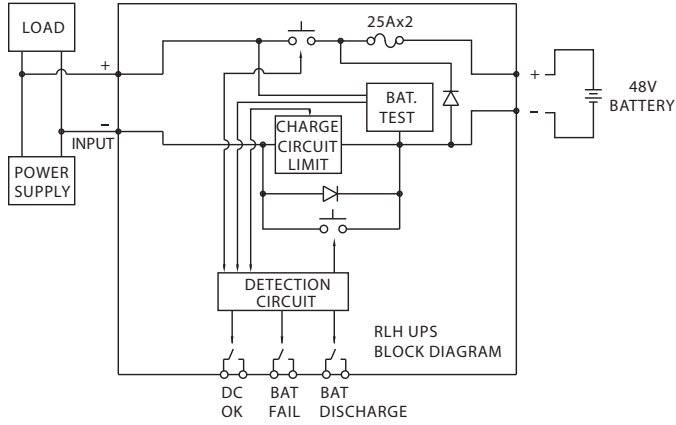 LOAD
25Ax2
+
+
48V
BATTERY
BAT.
TEST
−
−
INPUT
CHARGE
CIRCUIT
LIMIT
POWER
SUPPLY
DETECTION
CIRCUIT
RLH UPS
BLOCK DIAGRAM
DC
OK
BAT
FAIL
BAT
DISCHARGE